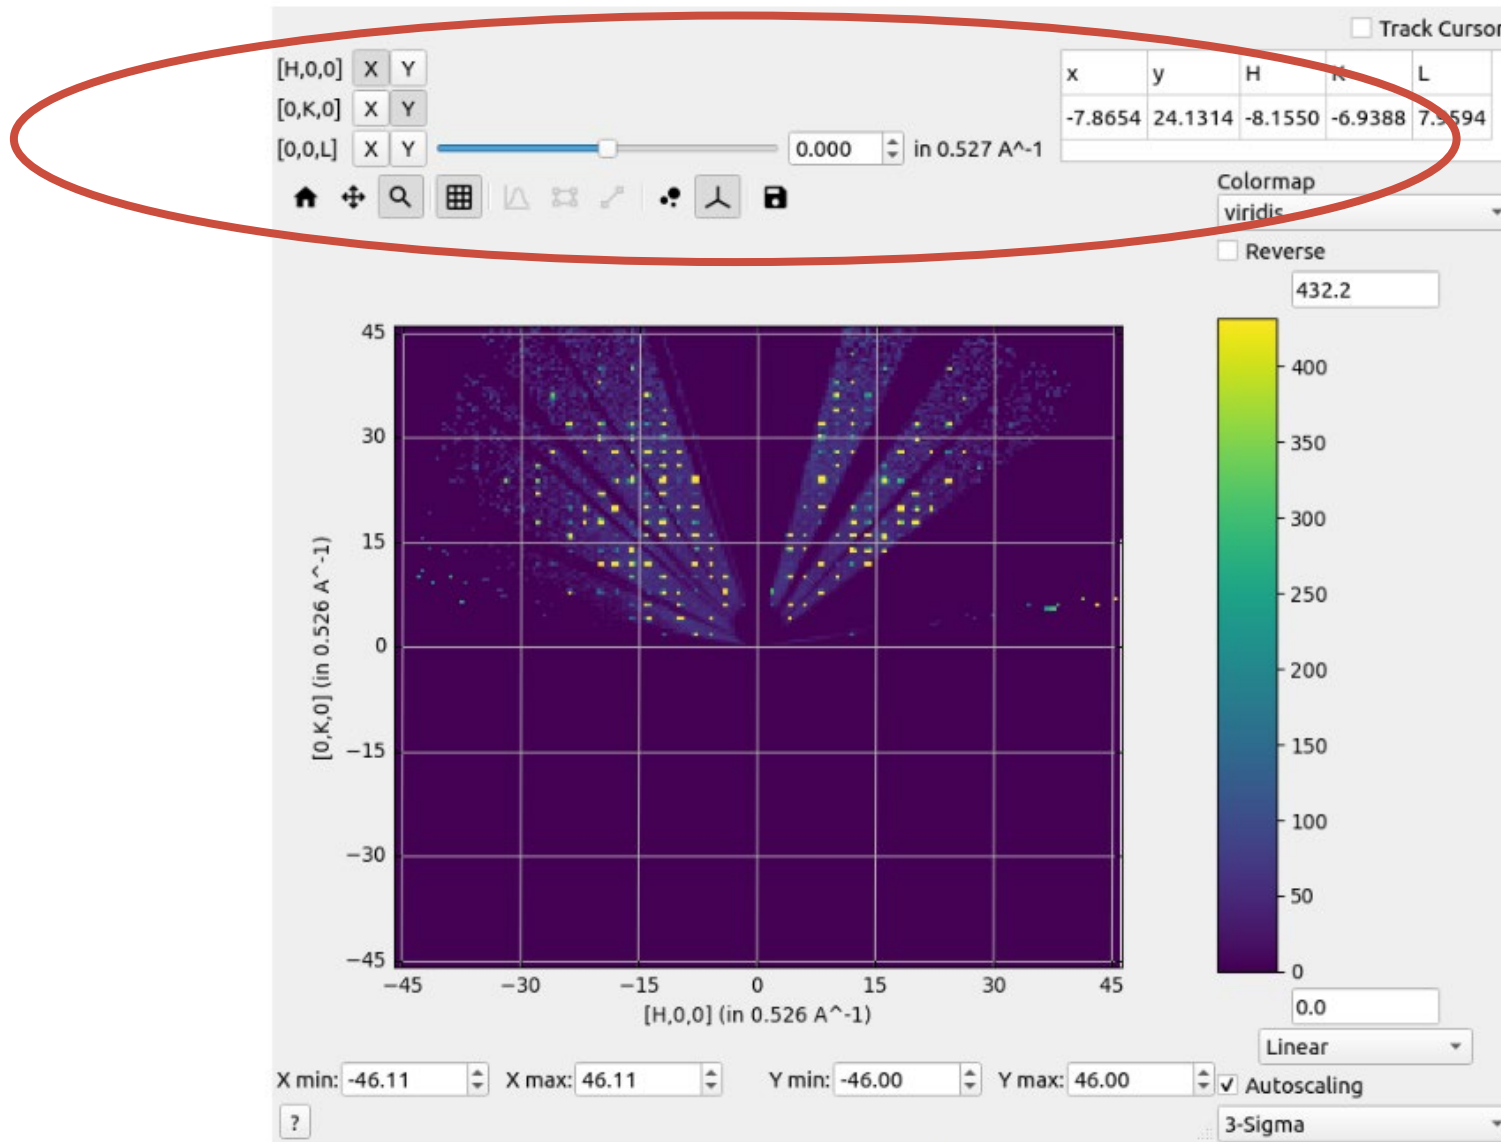 Track Cursor
[H,0,0] X Y
x y H K L
[0,K,0] X Y
-7.8654 24.1314 -8.1550 -6.9388 7.9594
[0,0,L] X Y 0.000 in 0.527 A^-1
Colormap
viridis
Reverse
432.2
45
30
15
0
−15
−30
−45
[0,K,0] (in 0.526 A^-1)
400
350
300
250
200
150
100
50
0
−45 −30 −15 0 15 30 45
[H,0,0] (in 0.526 A^-1)
0.0
Linear
X min: -46.11 X max: 46.11 Y min: -46.00 Y max: 46.00
Autoscaling
?
3-Sigma